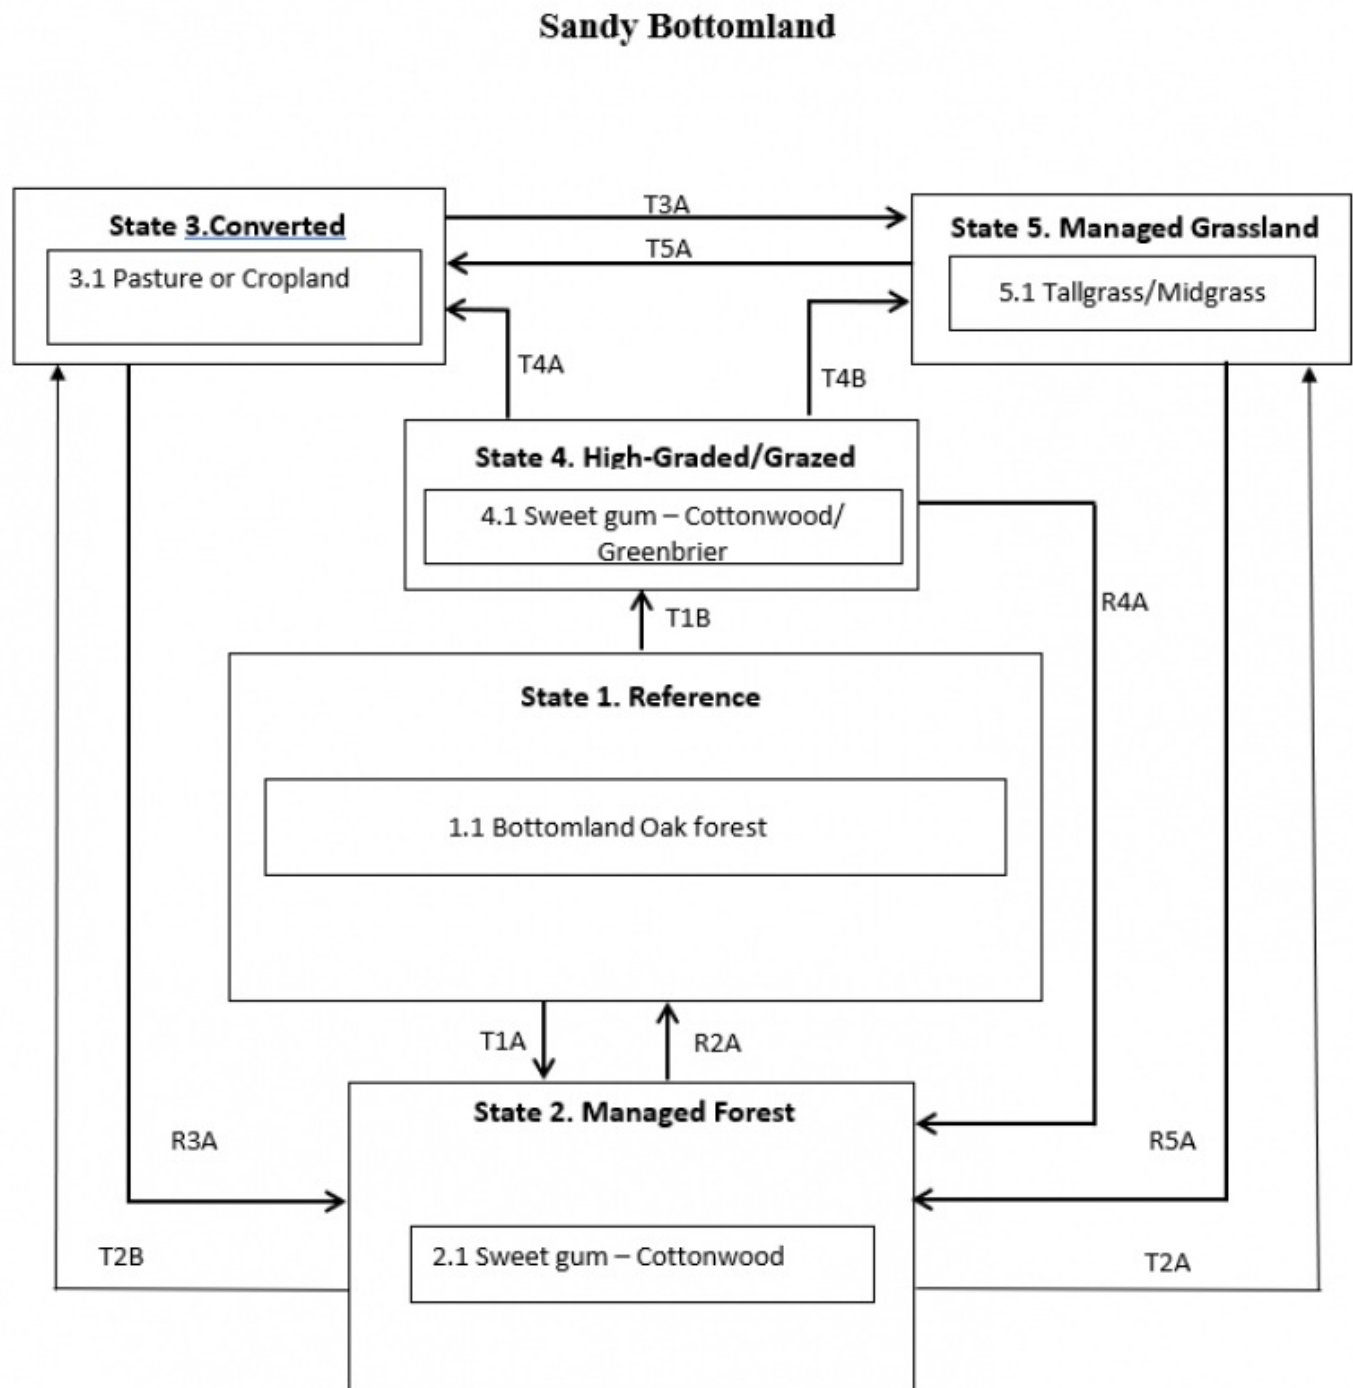 Sandy Bottomland
T3A
State 3.Converted
State 5. Managed Grassland
T5A
3.1 Pasture or Cropland
5.1 Tallgrass/Midgrass
T4A
T4B
State 4. High-Graded/Grazed
4.1 Sweet gum – Cottonwood/
Greenbrier
R4A
T1B
State 1. Reference
1.1 Bottomland Oak forest
T1A
R2A
State 2. Managed Forest
R3A
R5A
2.1 Sweet gum – Cottonwood
T2B
T2A